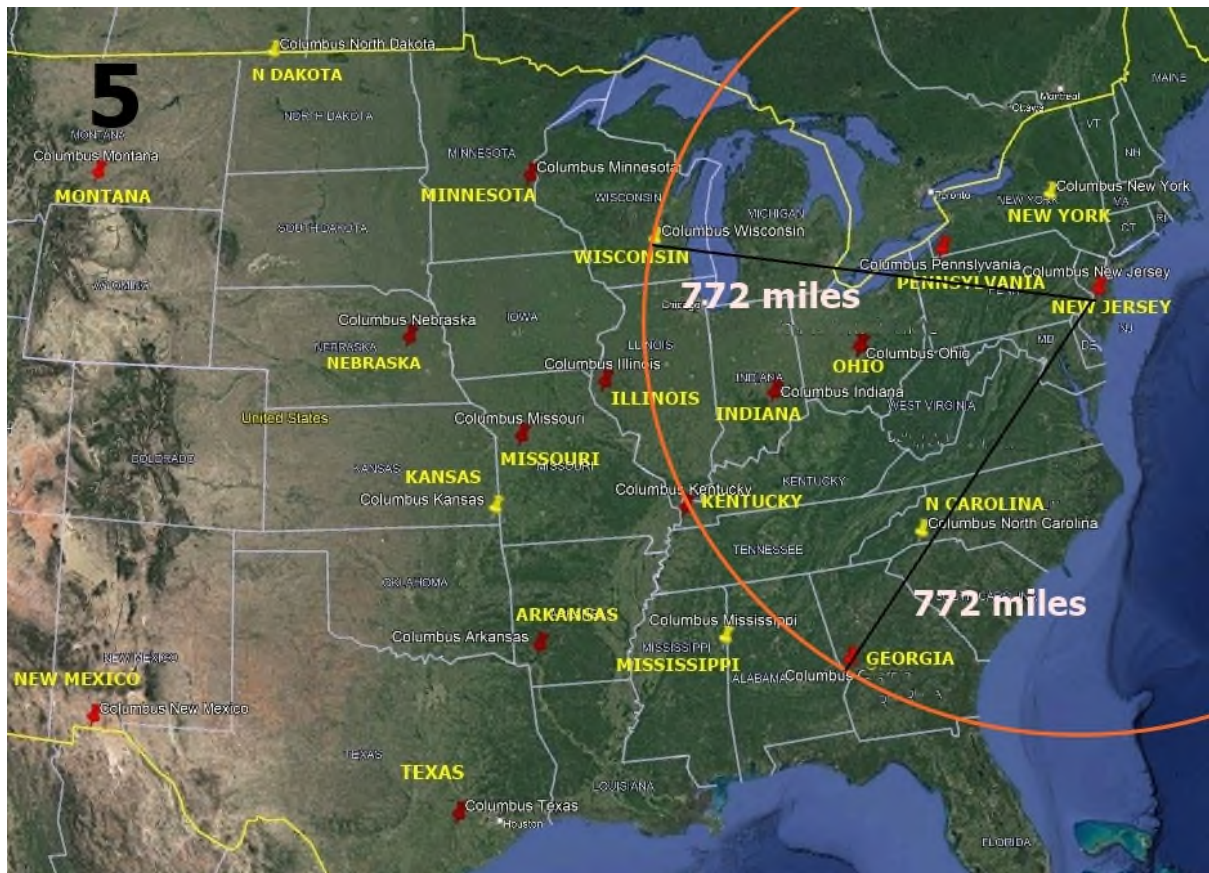 Columbus North Dakota
N DAKOTA
5
MAINE
Montreal
Ottawa
NORTH DAKOTA
VT
MONTANA
Columbus Montana
MINNESOTA
NH
Columbus Minnesota
MONTANA
MINNESOTA
WISCONSIN
Toronto
NEW YORK
Columbus New York
MICHIGAN
MA
RI
NEW YORK
CT
SOUTH DAKOTA
Columbus Wisconsin
WISCONSIN
Columbus Pennslyvania
Columbus New Jersey
PENNSYLVANIA
WYOMING
772 miles
Chicago
NEW JERSEY
Columbus Nebraska
IOWA
NJ
NEBRASKA
NEBRASKA
ILLINOIS
MD
DE
Columbus Ohio
OHIO
Columbus Illinois
INDIANA
Columbus Indiana
ILLINOIS
INDIANA
WEST VIRGINIA
United States
Columbus Missouri
COLORADO
MISSOURI
MISSOURI
KANSAS
KANSAS
KENTUCKY
Columbus Kentucky
Columbus Kansas
KENTUCKY
N CAROLINA
Columbus North Carolina
TENNESSEE
OKLAHOMA
772 miles
ARKANSAS
Columbus Arkansas
Columbus Mississippi
MISSISSIPPI
NEW MEXICO
MISSISSIPPI
GEORGIA
NEW MEXICO
ALABAMA
Columbus
Columbus New Mexico
TEXAS
TEXAS
LOUISIANA
Columbus Texas
Houston
FLORIDA